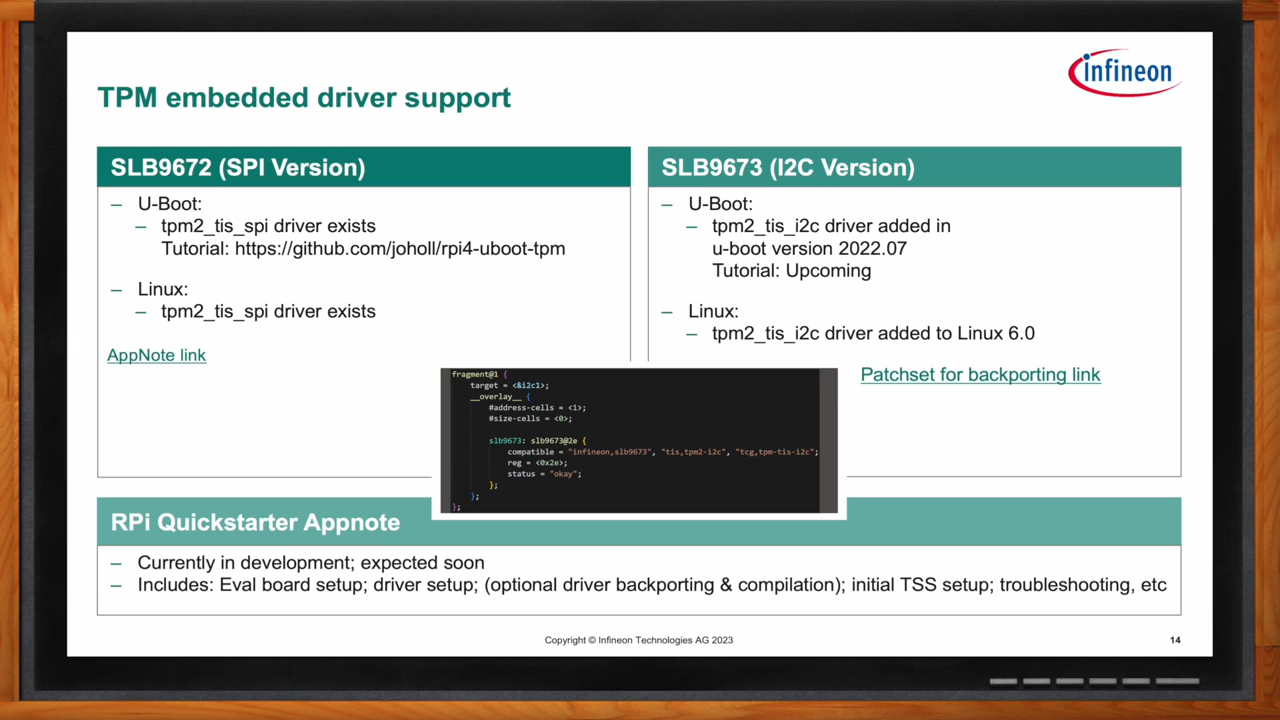 infineon
TPM embedded driver support
SLB9672 (SPI Version)
– U-Boot:
– tpm2_tis_spi driver exists
Tutorial: https://github.com/joholl/rpi4-uboot-tpm
– Linux:
– tpm2_tis_spi driver exists
AppNote link
SLB9673 (I2C Version)
– U-Boot:
– tpm2_tis_i2c driver added in
u-boot version 2022.07
Tutorial: Upcoming
– Linux:
– tpm2_tis_i2c driver added to Linux 6.0
Patchset for backporting link
fragment@1 {
target = <&i2c1>;
__overlay__ {
#address-cells = <1>;
#size-cells = <0>;
slb9673: slb9673@2e {
compatible = "infineon,slb9673", "tis,tpm2-i2c", "tcg,tpm-tis-i2c";
reg = <0x2e>;
status = "okay";
};
};
};
RPi Quickstarter Appnote
– Currently in development; expected soon
– Includes: Eval board setup; driver setup; (optional driver backporting & compilation); initial TSS setup; troubleshooting, etc
Copyright © Infineon Technologies AG 2023
14